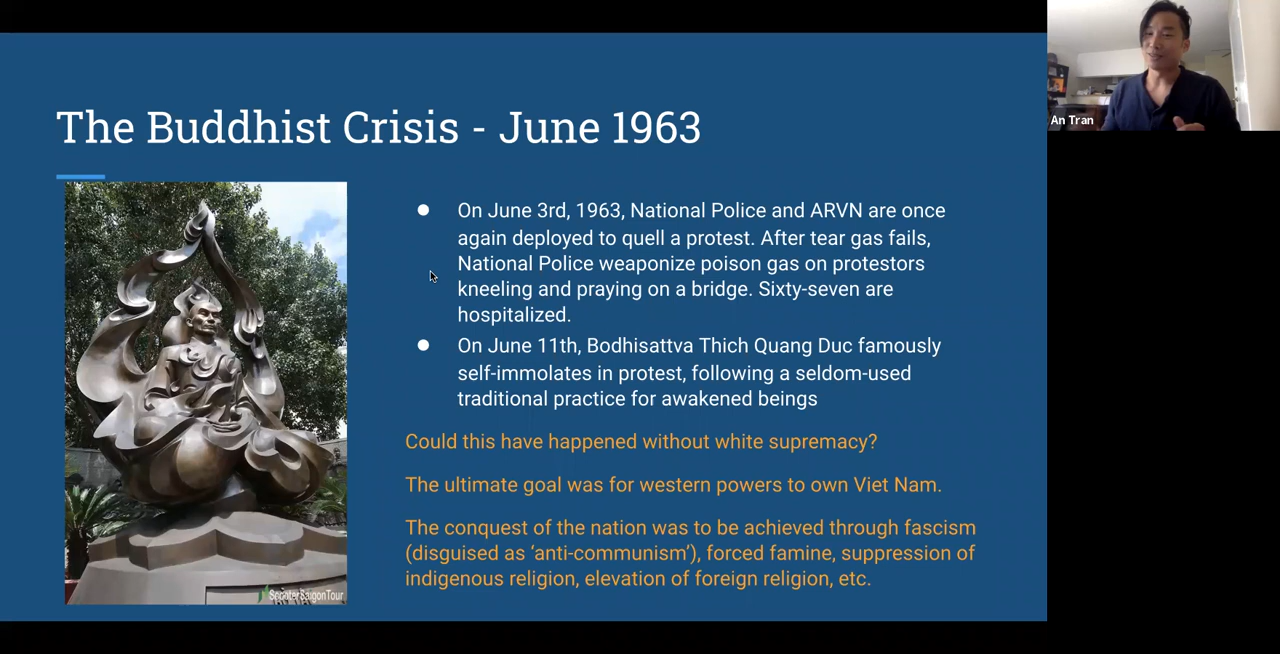 The Buddhist Crisis - June 1963
An Tran
● On June 3rd, 1963, National Police and ARVN are once
again deployed to quell a protest. After tear gas fails,
National Police weaponize poison gas on protestors
kneeling and praying on a bridge. Sixty-seven are
hospitalized.
● On June 11th, Bodhisattva Thich Quang Duc famously
self-immolates in protest, following a seldom-used
traditional practice for awakened beings
Could this have happened without white supremacy?
The ultimate goal was for western powers to own Viet Nam.
The conquest of the nation was to be achieved through fascism
(disguised as ‘anti-communism’), forced famine, suppression of
indigenous religion, elevation of foreign religion, etc.
ScooterSaigonTour